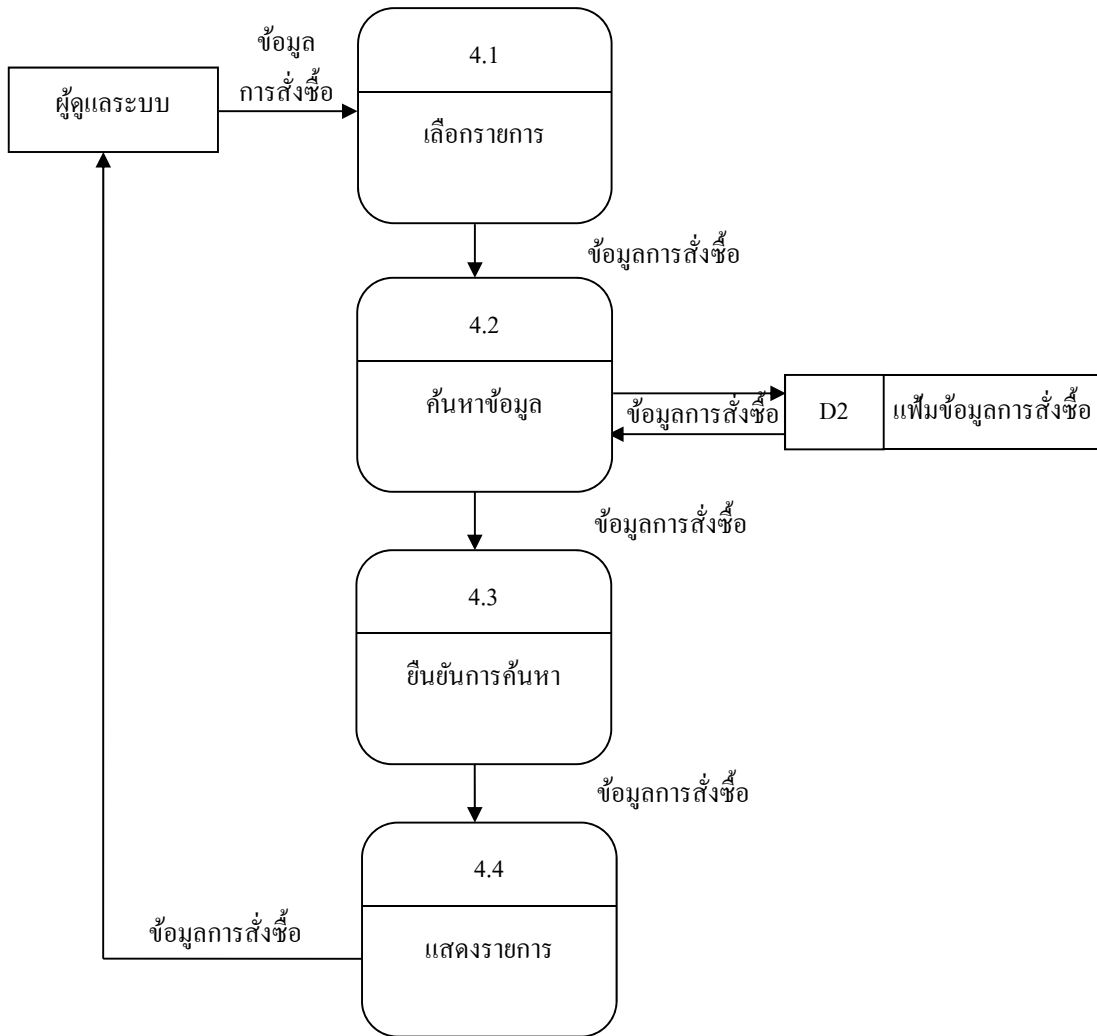 ข้อมูล
การสั่งซื้อ
ผู้ดูแลระบบ
4.1
เลือกรายการ
ข้อมูลการสั่งซื้อ
4.2
ค้นหาข้อมูล
ข้อมูลการสั่งซื้อ
D2
แฟ้มข้อมูลการสั่งซื้อ
ข้อมูลการสั่งซื้อ
4.3
ยืนยันการค้นหา
ข้อมูลการสั่งซื้อ
4.4
แสดงรายการ
ข้อมูลการสั่งซื้อ